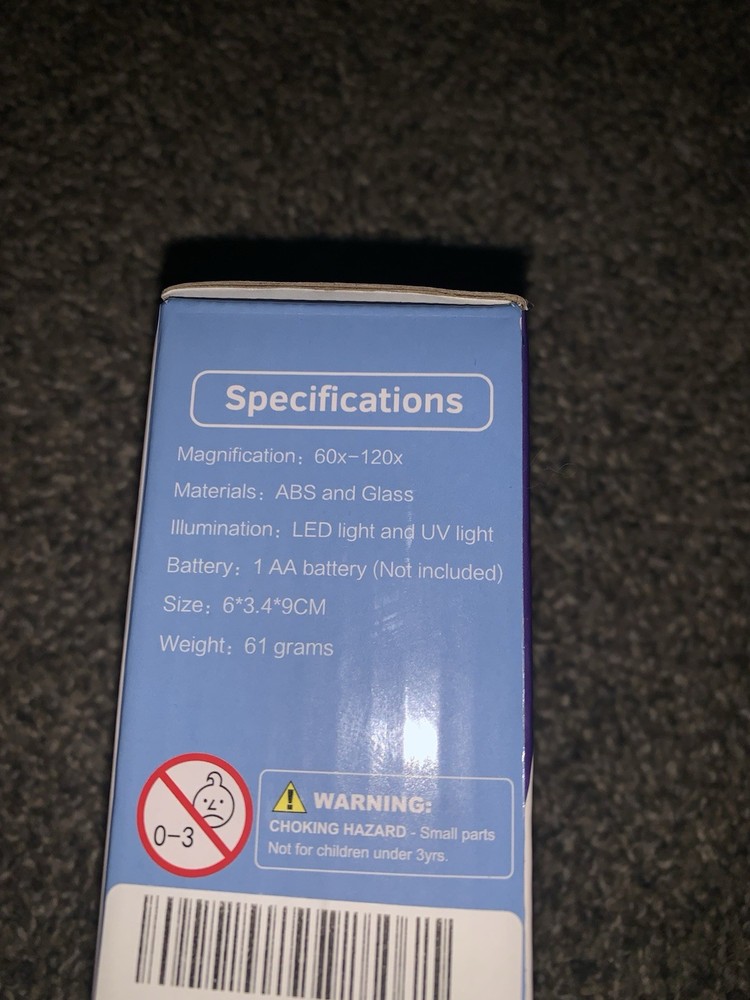 Specifications
Magnification: 60x-120x
Materials: ABS and Glass
Illumination: LED light and UV light
Battery: 1 AA battery (Not included)
Size: 6*3.4*9CM
Weight: 61 grams
0-3
WARNING:
CHOKING HAZARD - Small parts
Not for children under 3yrs.